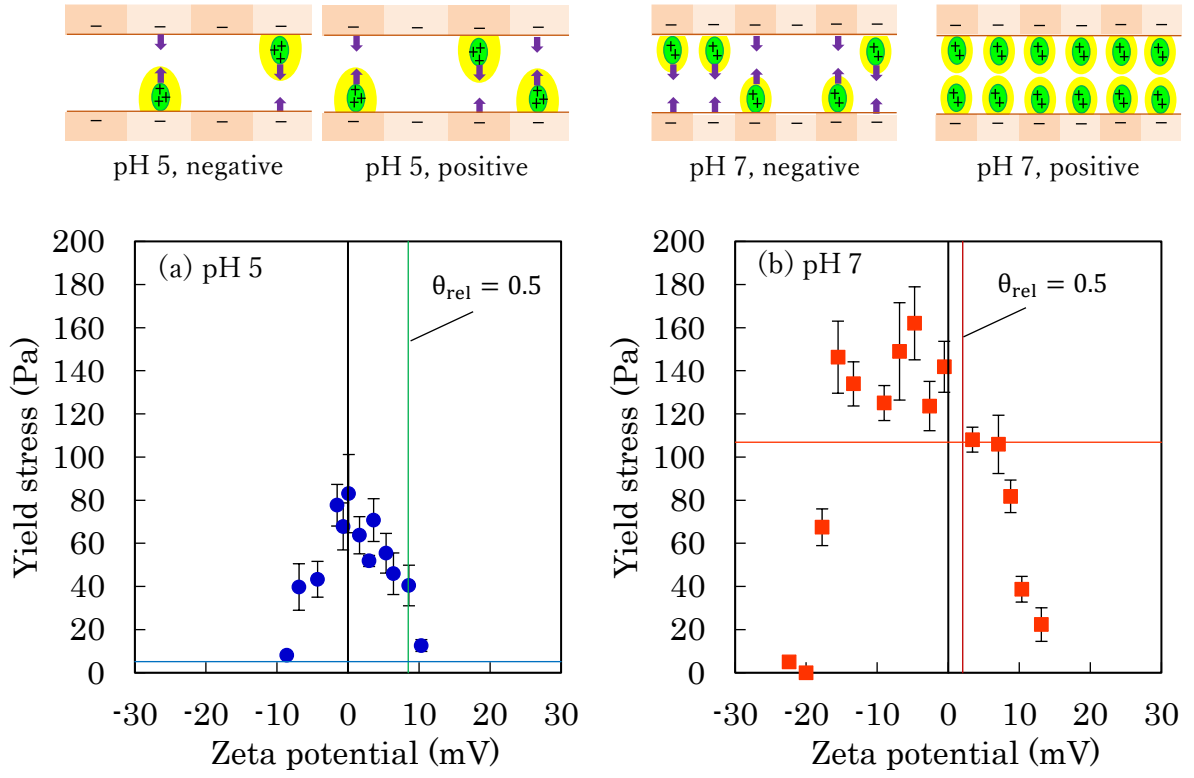 − − − −
+ + +
+ + +
− − − −
pH 5, negative
− − − −
+ + +
+ + +
+ + +
− − − −
pH 5, positive
− − − − − −
+ + + + + +
+ + + +
− − − − − −
pH 7, negative
− − − − − −
+ + + + + + + + + + + +
+ + + + + + + + + + + +
− − − − − −
pH 7, positive
(a) pH 5
θrel = 0.5
Yield stress (Pa)
200
180
160
140
120
100
80
60
40
20
0
-30 -20 -10 0 10 20 30
Zeta potential (mV)
(b) pH 7
θrel = 0.5
Yield stress (Pa)
200
180
160
140
120
100
80
60
40
20
0
-30 -20 -10 0 10 20 30
Zeta potential (mV)